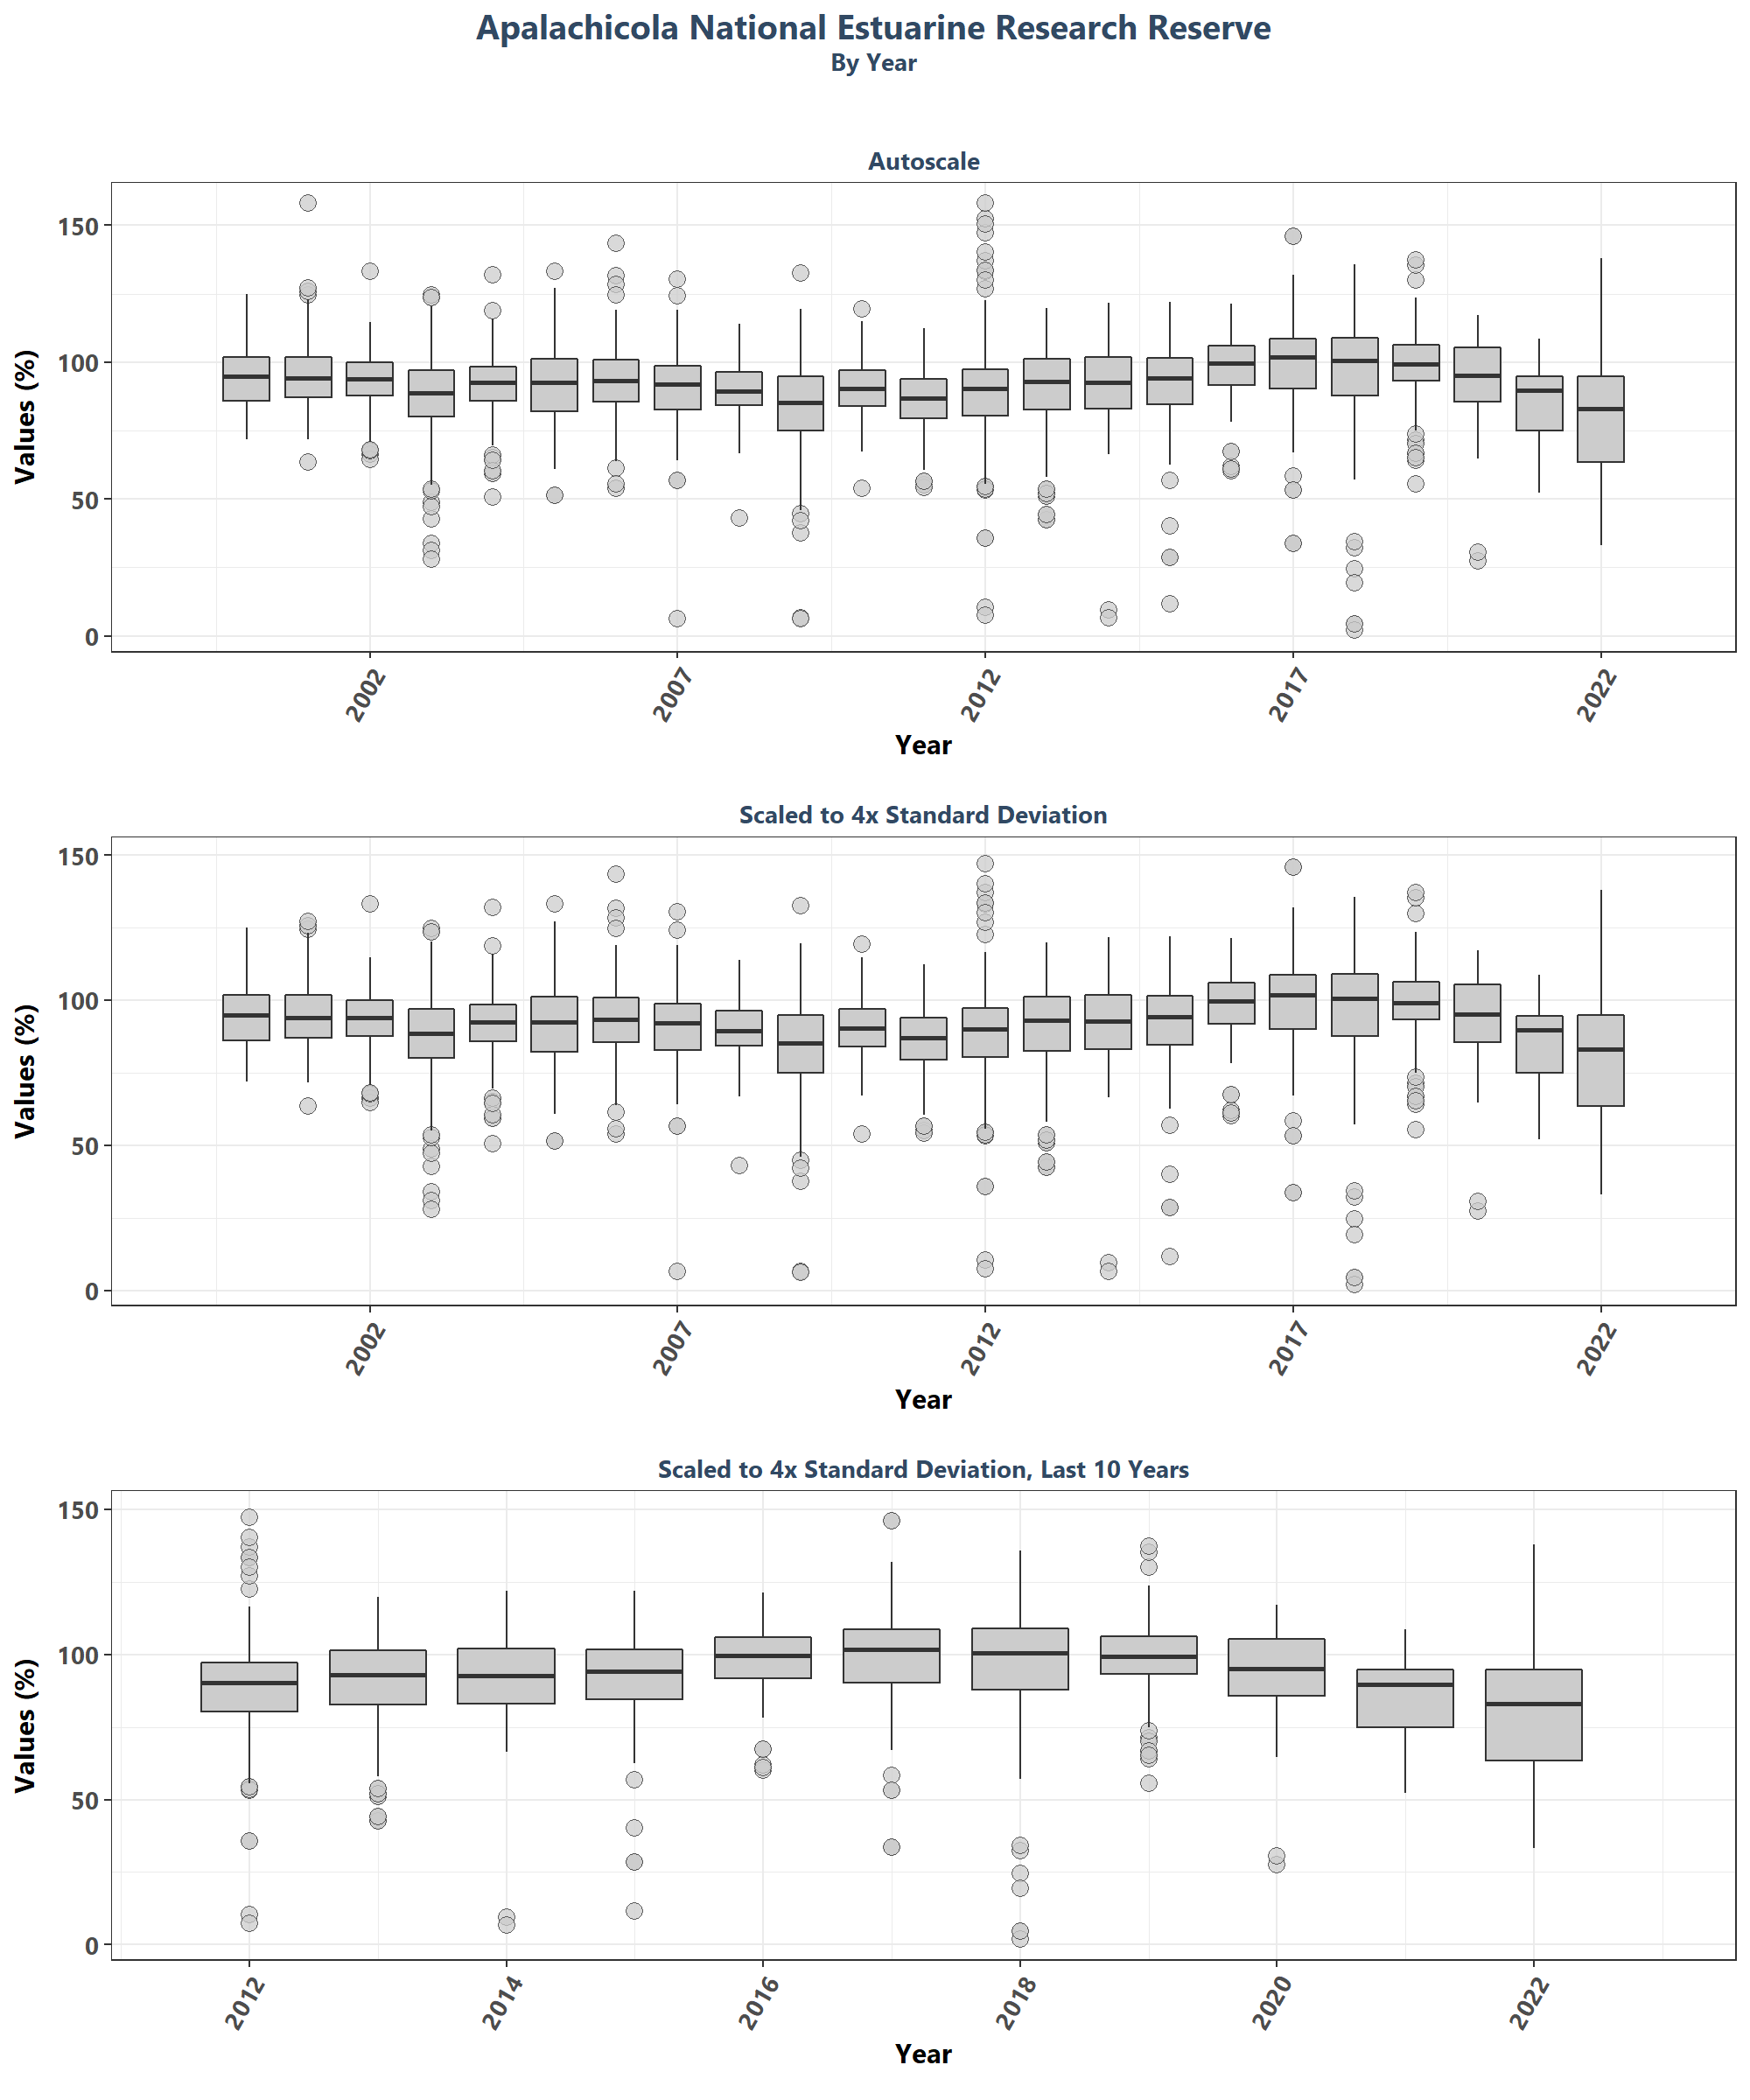 Apalachicola National Estuarine Research Reserve
By Year
Autoscale
Values (%)
150
100
50
0
2002 2007 2012 2017 2022
Year
Scaled to 4x Standard Deviation
Values (%)
150
100
50
0
2002 2007 2012 2017 2022
Year
Scaled to 4x Standard Deviation, Last 10 Years
Values (%)
150
100
50
0
2012 2014 2016 2018 2020 2022
Year